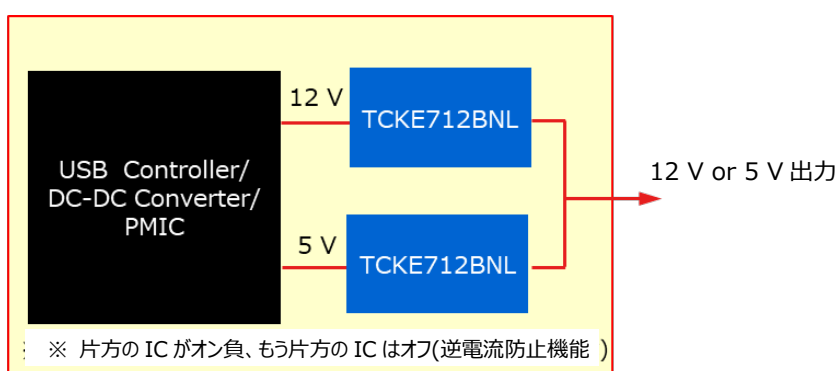 12 V
TCKE712BNL
USB Controller/
DC-DC Converter/
PMIC
12 V or 5 V 出力
5 V
TCKE712BNL
※ 片方の IC がオン負、もう片方の IC はオフ(逆電流防止機能 )